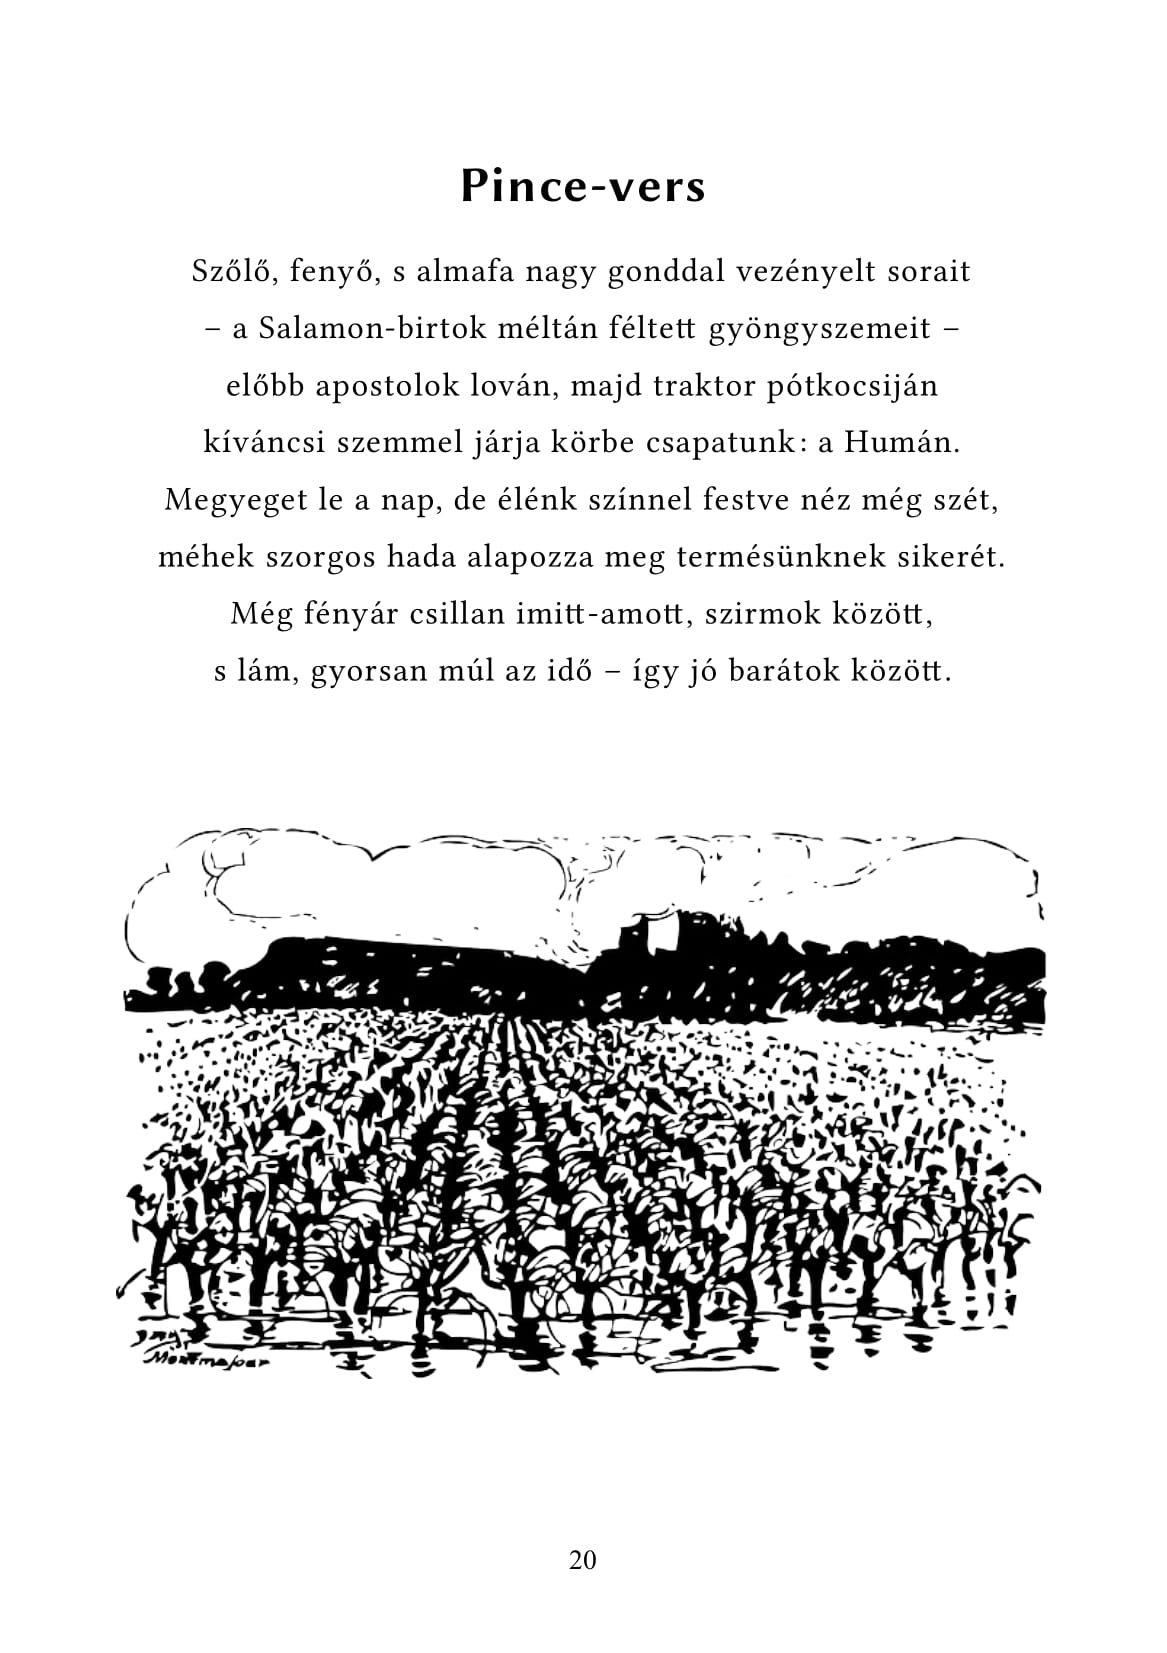 Pince-vers
Szőlő, fenyő, s almafa nagy gonddal vezényelt sorait
– a Salamon-birtok méltán féltett gyöngyszemeit –
előbb apostolok lován, majd traktor pótkocsiján
kíváncsi szemmel járja körbe csapatunk: a Humán.
Megyeget le a nap, de élénk színnel festve néz még szét,
méhek szorgos hada alapozza meg termésünknek sikerét.
Még fényár csillan imitt-amott, szirmok között,
s lám, gyorsan múl az idő – így jó barátok között.
Montmajour
20